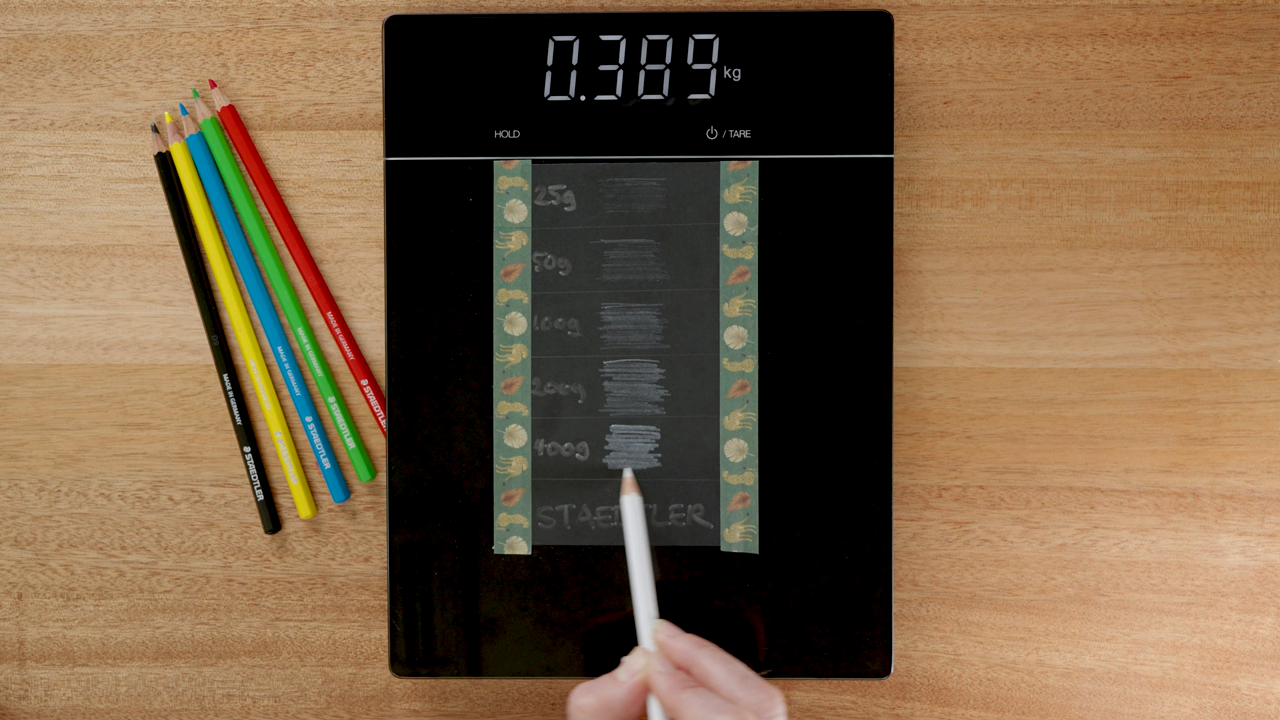 0.389 kg
HOLD
/ TARE
25g
50g
100g
200g
400g
STAEDTLER
MADE IN GERMANY STAEDTLER
MADE IN GERMANY STAEDTLER
MADE IN GERMANY STAEDTLER
MADE IN GERMANY STAEDTLER